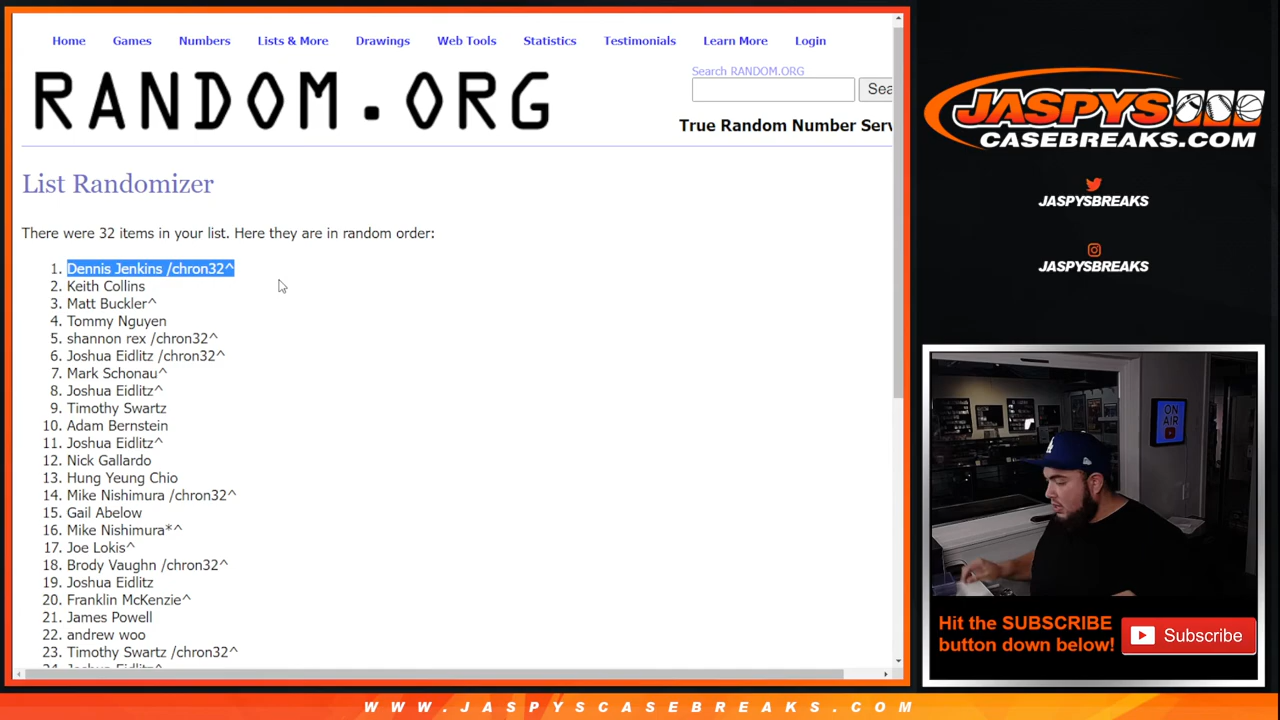 Home Games Numbers Lists & More Drawings Web Tools Statistics Testimonials Learn More Login
RANDOM.ORG
Search RANDOM.ORG
Sea
True Random Number Serv
List Randomizer
There were 32 items in your list. Here they are in random order:
1. Dennis Jenkins /chron32^
2. Keith Collins
3. Matt Buckler^
4. Tommy Nguyen
5. shannon rex /chron32^
6. Joshua Eidlitz /chron32^
7. Mark Schonau^
8. Joshua Eidlitz^
9. Timothy Swartz
10. Adam Bernstein
11. Joshua Eidlitz^
12. Nick Gallardo
13. Hung Yeung Chio
14. Mike Nishimura /chron32^
15. Gail Abelow
16. Mike Nishimura*^
17. Joe Lokis^
18. Brody Vaughn /chron32^
19. Joshua Eidlitz
20. Franklin McKenzie^
21. James Powell
22. andrew woo
23. Timothy Swartz /chron32^
24. Joshua Eidlitz^
JASPYS
CASEBREAKS.COM
JASPYSBREAKS
JASPYSBREAKS
ON
AIR
Hit the SUBSCRIBE
button down below!
Subscribe
WWW.JASPYSCASEBREAKS.COM